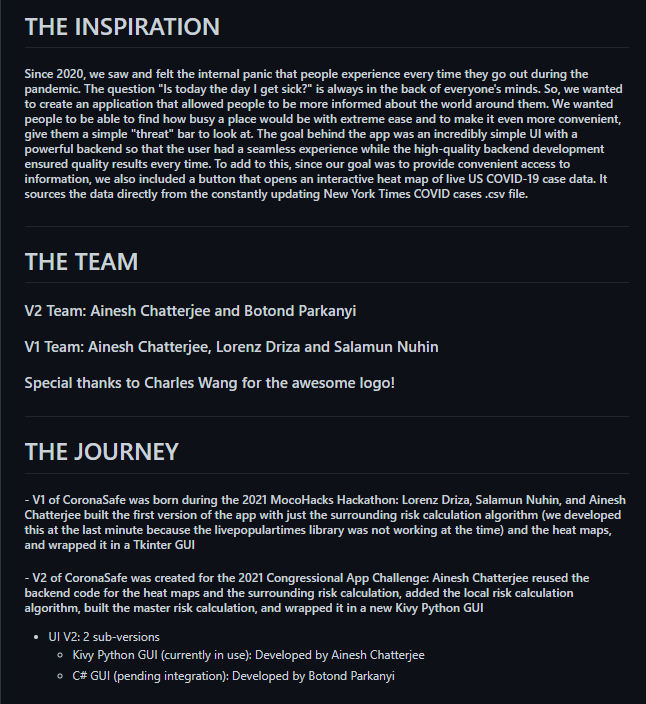 THE INSPIRATION
Since 2020, we saw and felt the internal panic that people experience every time they go out during the
pandemic. The question "Is today the day I get sick?" is always in the back of everyone's minds. So, we wanted
to create an application that allowed people to be more informed about the world around them. We wanted
people to be able to find how busy a place would be with extreme ease and to make it even more convenient,
give them a simple "threat" bar to look at. The goal behind the app was an incredibly simple UI with a
powerful backend so that the user had a seamless experience while the high-quality backend development
ensured quality results every time. To add to this, since our goal was to provide convenient access to
information, we also included a button that opens an interactive heat map of live US COVID-19 case data. It
sources the data directly from the constantly updating New York Times COVID cases .csv file.
THE TEAM
V2 Team: Ainesh Chatterjee and Botond Parkanyi
V1 Team: Ainesh Chatterjee, Lorenz Driza and Salamun Nuhin
Special thanks to Charles Wang for the awesome logo!
THE JOURNEY
- V1 of CoronaSafe was born during the 2021 MocoHacks Hackathon: Lorenz Driza, Salamun Nuhin, and Ainesh
Chatterjee built the first version of the app with just the surrounding risk calculation algorithm (we developed
this at the last minute because the livepopulartimes library was not working at the time) and the heat maps,
and wrapped it in a Tkinter GUI
- V2 of CoronaSafe was created for the 2021 Congressional App Challenge: Ainesh Chatterjee reused the
backend code for the heat maps and the surrounding risk calculation, added the local risk calculation
algorithm, built the master risk calculation, and wrapped it in a new Kivy Python GUI
• UI V2: 2 sub-versions
◦ Kivy Python GUI (currently in use): Developed by Ainesh Chatterjee
◦ C# GUI (pending integration): Developed by Botond Parkanyi